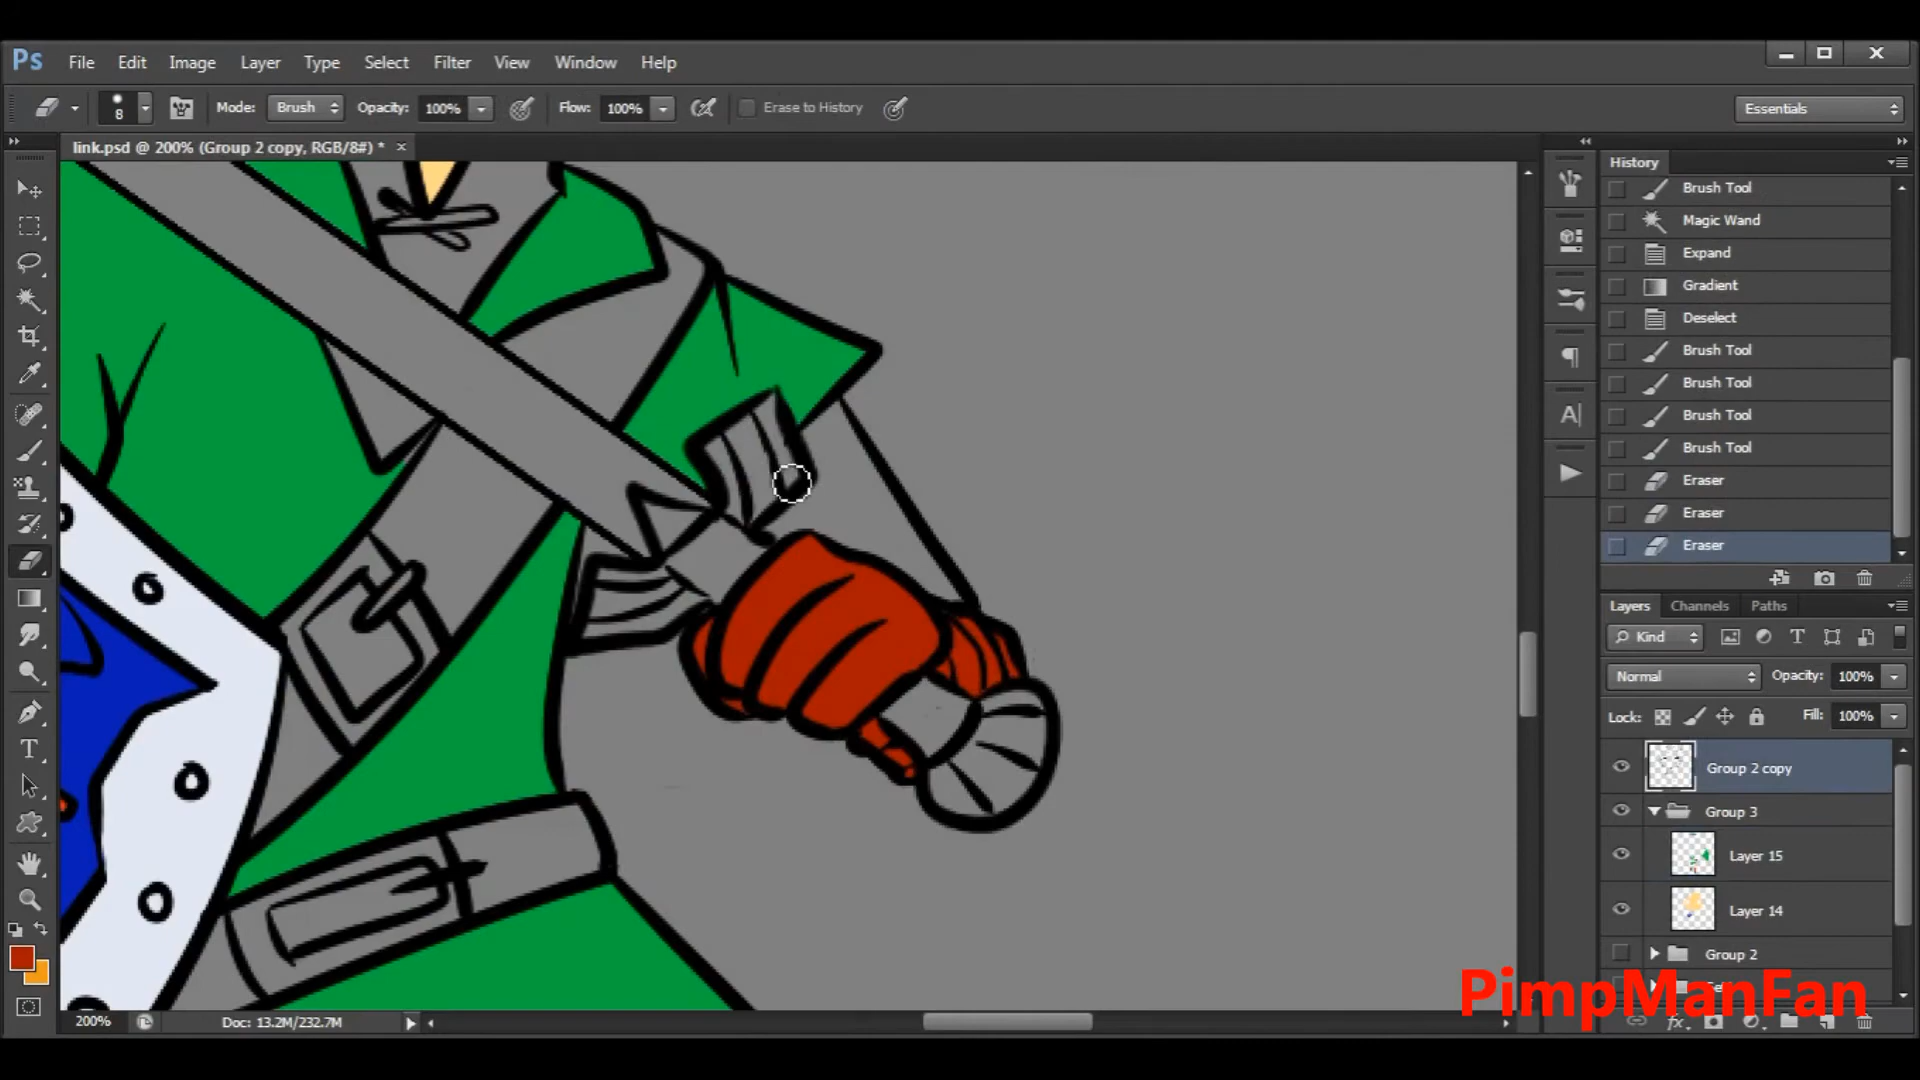 Ps File Edit Image Layer Type Select Filter View Window Help
8 Mode: Brush Opacity: 100% Flow: 100% Erase to History Essentials
link.psd @ 200% (Group 2 copy, RGB/8#) * ×
History
Brush Tool
Magic Wand
Expand
Gradient
Deselect
Brush Tool
Brush Tool
Brush Tool
Brush Tool
Eraser
Eraser
Eraser
Layers Channels Paths
Kind
Normal Opacity: 100%
Lock: Fill: 100%
Group 2 copy
Group 3
Layer 15
Layer 14
Group 2
PimpManFan
200% Doc: 13.2M/232.7M